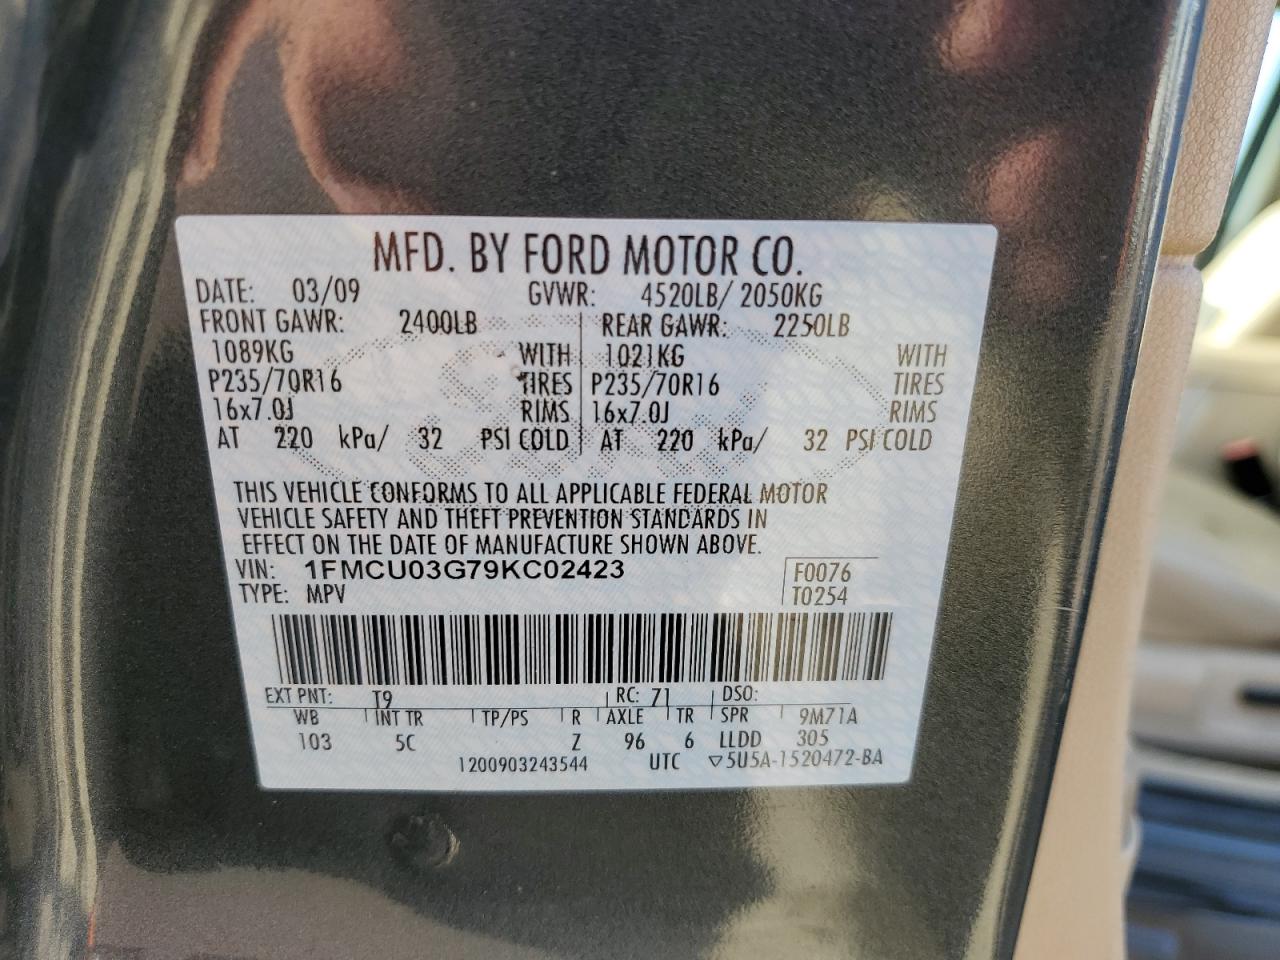 MFD. BY FORD MOTOR CO.
DATE: 03/09 GVWR: 4520LB/ 2050KG
FRONT GAWR: 2400LB REAR GAWR: 2250LB
1089KG WITH 1021KG WITH
P235/70R16 TIRES P235/70R16 TIRES
16x7.0J RIMS 16x7.0J RIMS
AT 220 kPa/ 32 PSI COLD AT 220 kPa/ 32 PSI COLD
THIS VEHICLE CONFORMS TO ALL APPLICABLE FEDERAL MOTOR
VEHICLE SAFETY AND THEFT PREVENTION STANDARDS IN
EFFECT ON THE DATE OF MANUFACTURE SHOWN ABOVE.
VIN: 1FMCU03G79KC02423 F0076
TYPE: MPV T0254
EXT PNT: T9 RC: 71 DSO:
WB INT TR TP/PS R AXLE TR SPR 9M71A
103 5C Z 96 6 LLDD 305
1200903243544 UTC ▽5U5A-1520472-BA